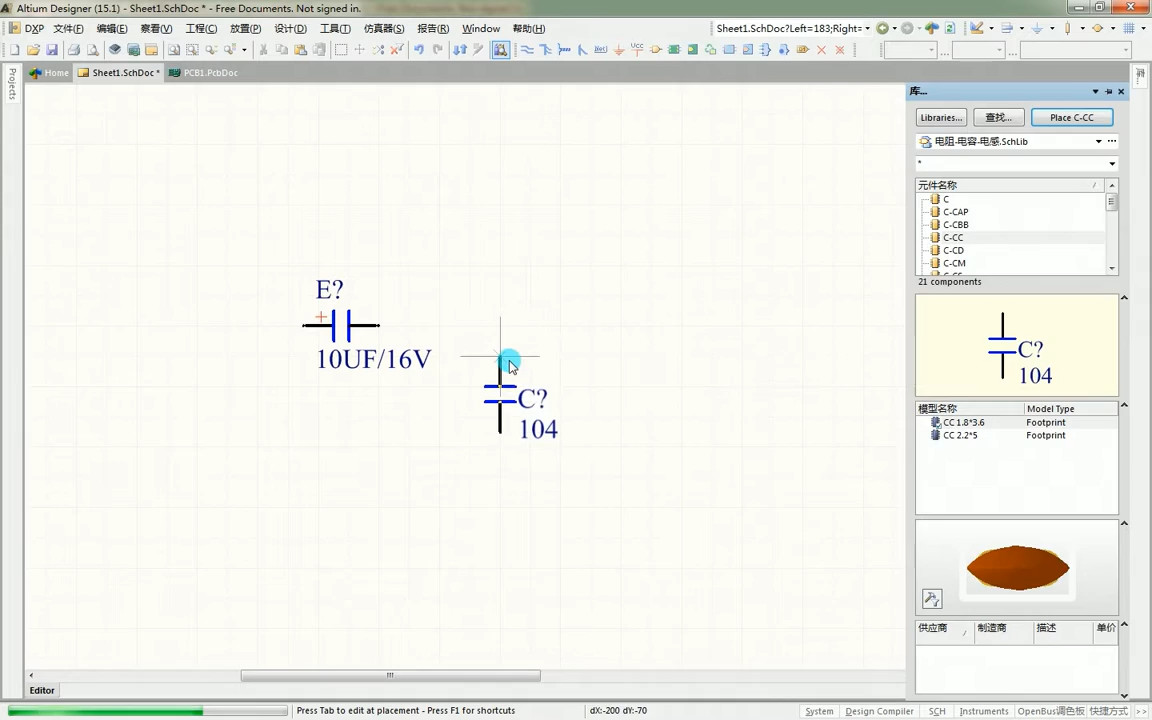 Altium Designer (15.1) - Sheet1.SchDoc * - Free Documents. Not signed in.
DXP 文件(F) 编辑(E) 察看(V) 工程(C) 放置(P) 设计(D) 工具(T) 仿真器(S) 报告(R) Window 帮助(H) Sheet1.SchDoc?Left=183;Right=
Home Sheet1.SchDoc * PCB1.PcbDoc
Projects
库...
Libraries... 查找... Place C-CC
电阻-电容-电感.SchLib
*
元件名称
C
C-CAP
C-CBB
C-CC
C-CD
C-CM
21 components
E?
10UF/16V
C?
104
C?
104
模型名称 Model Type
CC 1.8*3.6 Footprint
CC 2.2*5 Footprint
供应商 制造商 描述 单价
Editor
Press Tab to edit at placement - Press F1 for shortcuts dX:-200 dY:-70 System Design Compiler SCH Instruments OpenBus调色板 快捷方式 >>